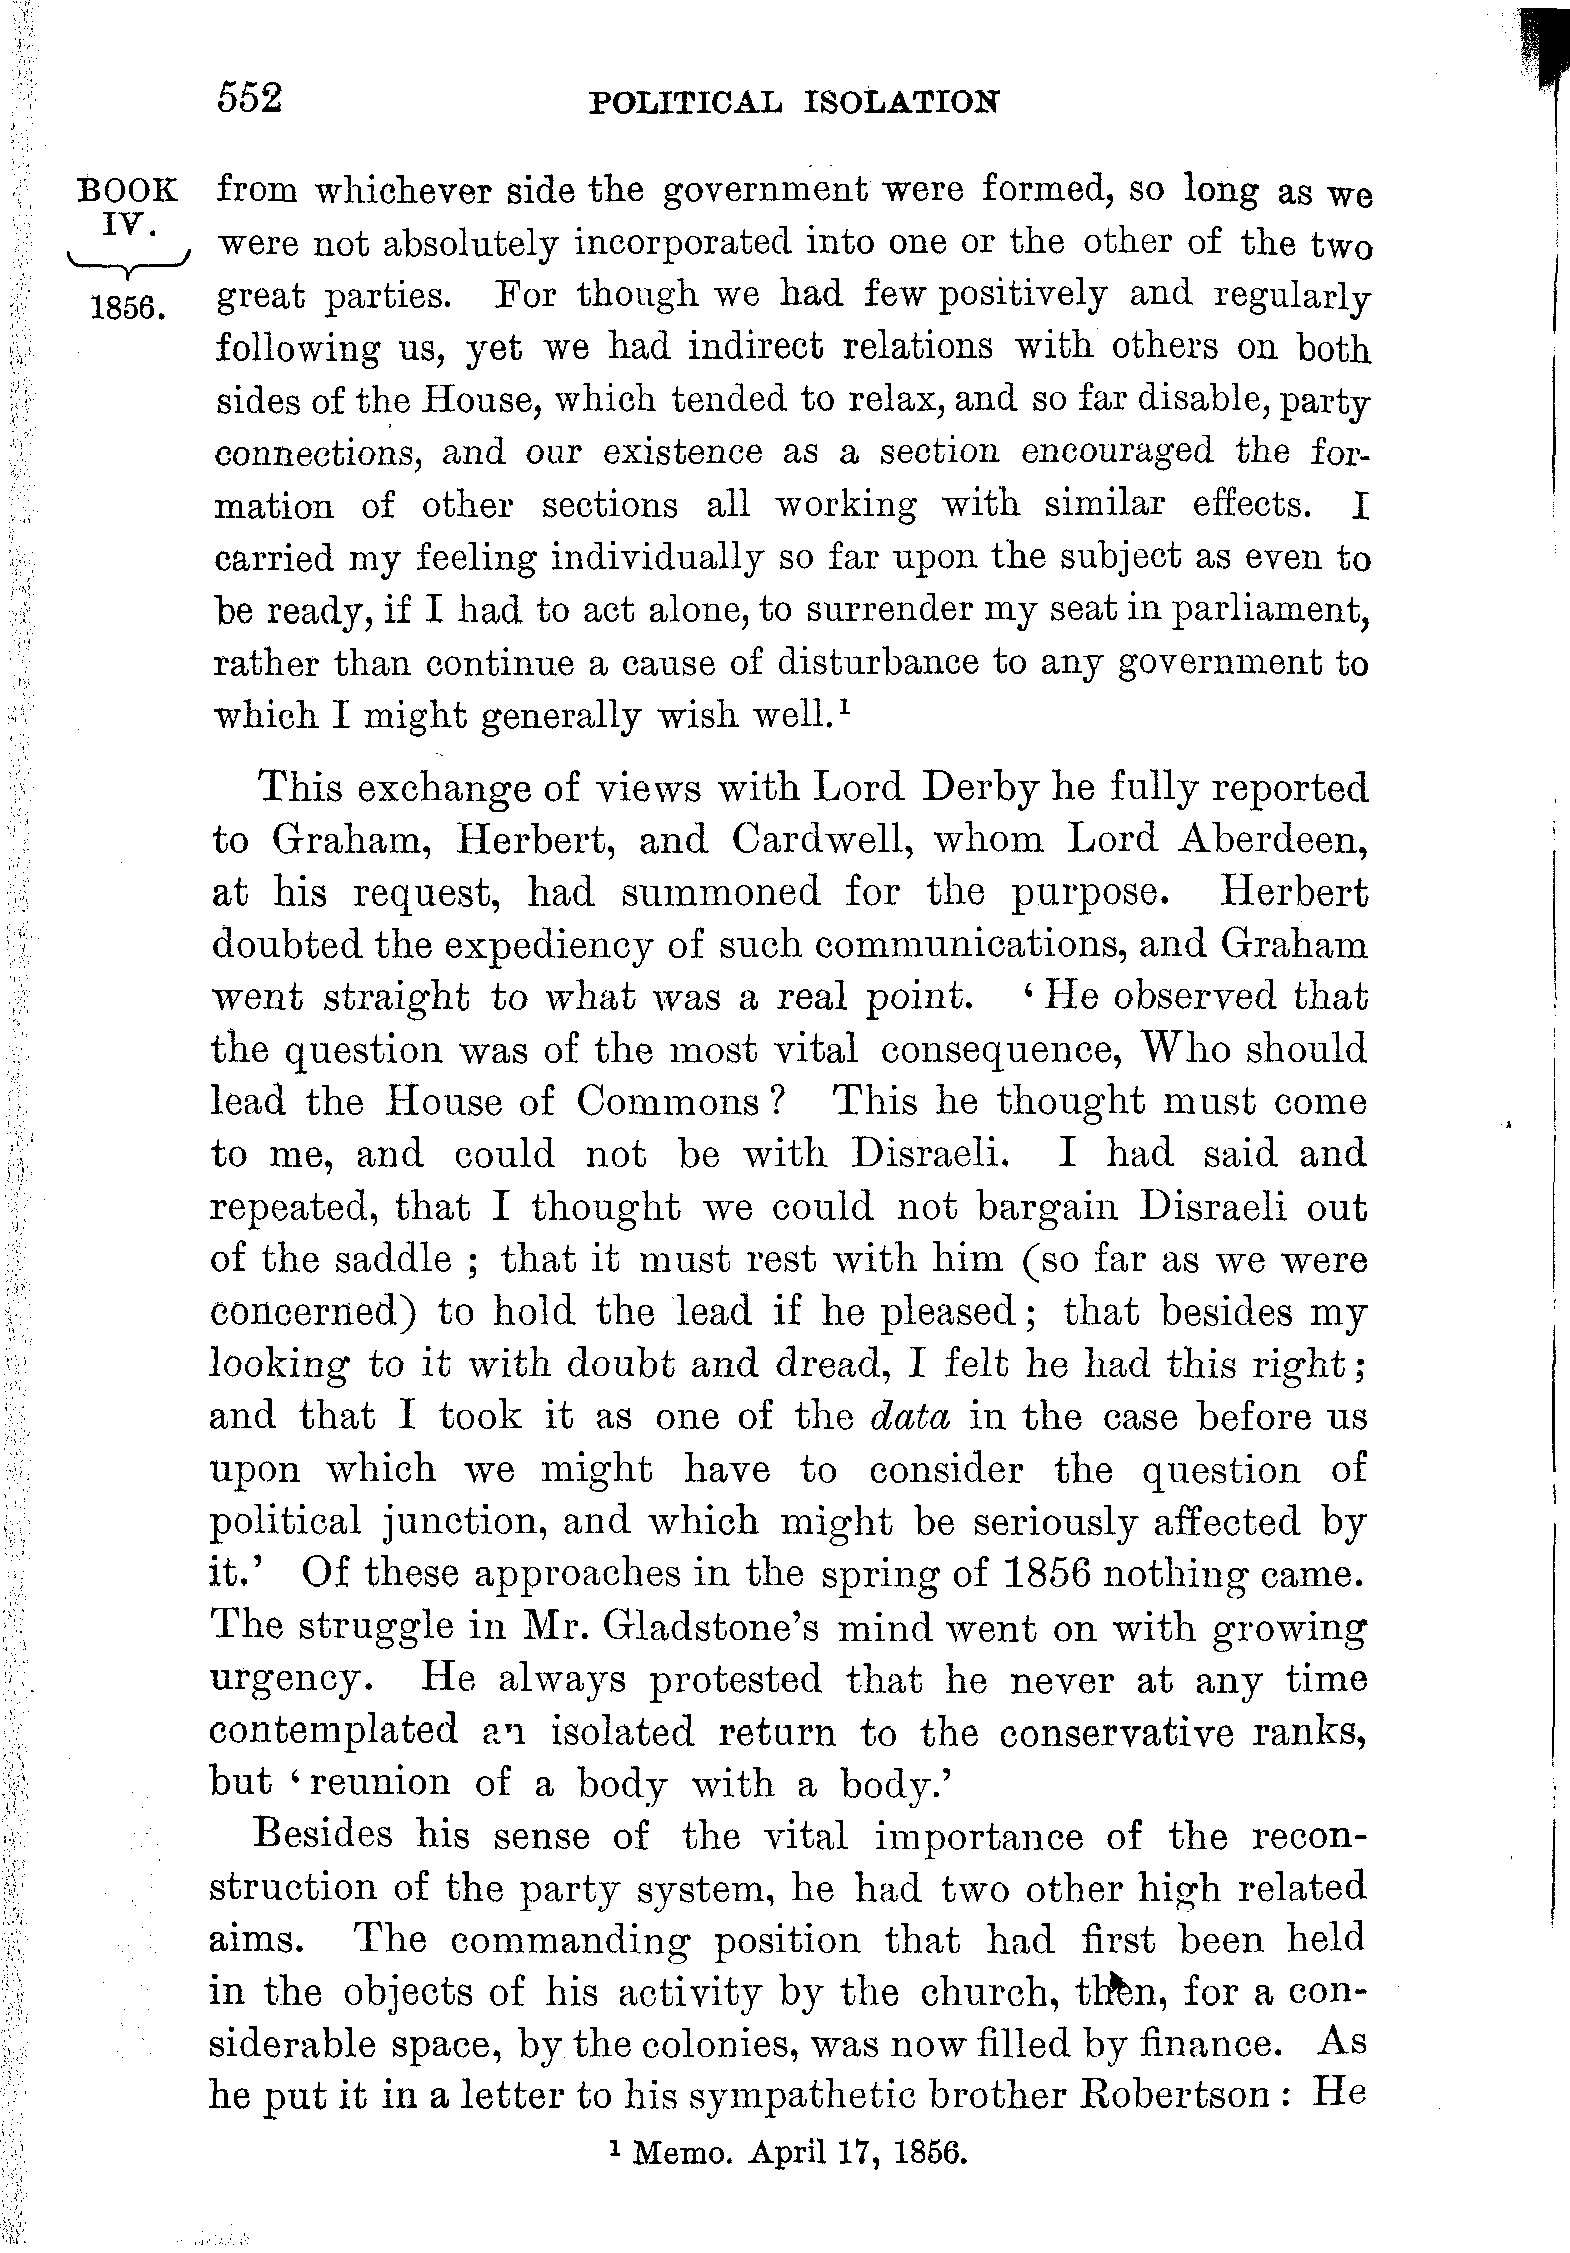 552
POLITICAL ISOLATION
BOOK
IV.
1856.
from whichever side the government were formed, so long as we
were not absolutely incorporated into one or the other of the two
great parties. For though we had few positively and regularly
following us, yet we had indirect relations with others on both
sides of the House, which tended to relax, and so far disable, party
connections, and our existence as a section encouraged the for-
mation of other sections all working with similar effects. I
carried my feeling individually so far upon the subject as even to
be ready, if I had to act alone, to surrender my seat in parliament,
rather than continue a cause of disturbance to any government to
which I might generally wish well.¹
This exchange of views with Lord Derby he fully reported
to Graham, Herbert, and Cardwell, whom Lord Aberdeen,
at his request, had summoned for the purpose. Herbert
doubted the expediency of such communications, and Graham
went straight to what was a real point. ‘He observed that
the question was of the most vital consequence, Who should
lead the House of Commons? This he thought must come
to me, and could not be with Disraeli. I had said and
repeated, that I thought we could not bargain Disraeli out
of the saddle; that it must rest with him (so far as we were
concerned) to hold the lead if he pleased; that besides my
looking to it with doubt and dread, I felt he had this right;
and that I took it as one of the data in the case before us
upon which we might have to consider the question of
political junction, and which might be seriously affected by
it.’ Of these approaches in the spring of 1856 nothing came.
The struggle in Mr. Gladstone’s mind went on with growing
urgency. He always protested that he never at any time
contemplated an isolated return to the conservative ranks,
but ‘reunion of a body with a body.’
Besides his sense of the vital importance of the recon-
struction of the party system, he had two other high related
aims. The commanding position that had first been held
in the objects of his activity by the church, then, for a con-
siderable space, by the colonies, was now filled by finance. As
he put it in a letter to his sympathetic brother Robertson: He
¹ Memo. April 17, 1856.